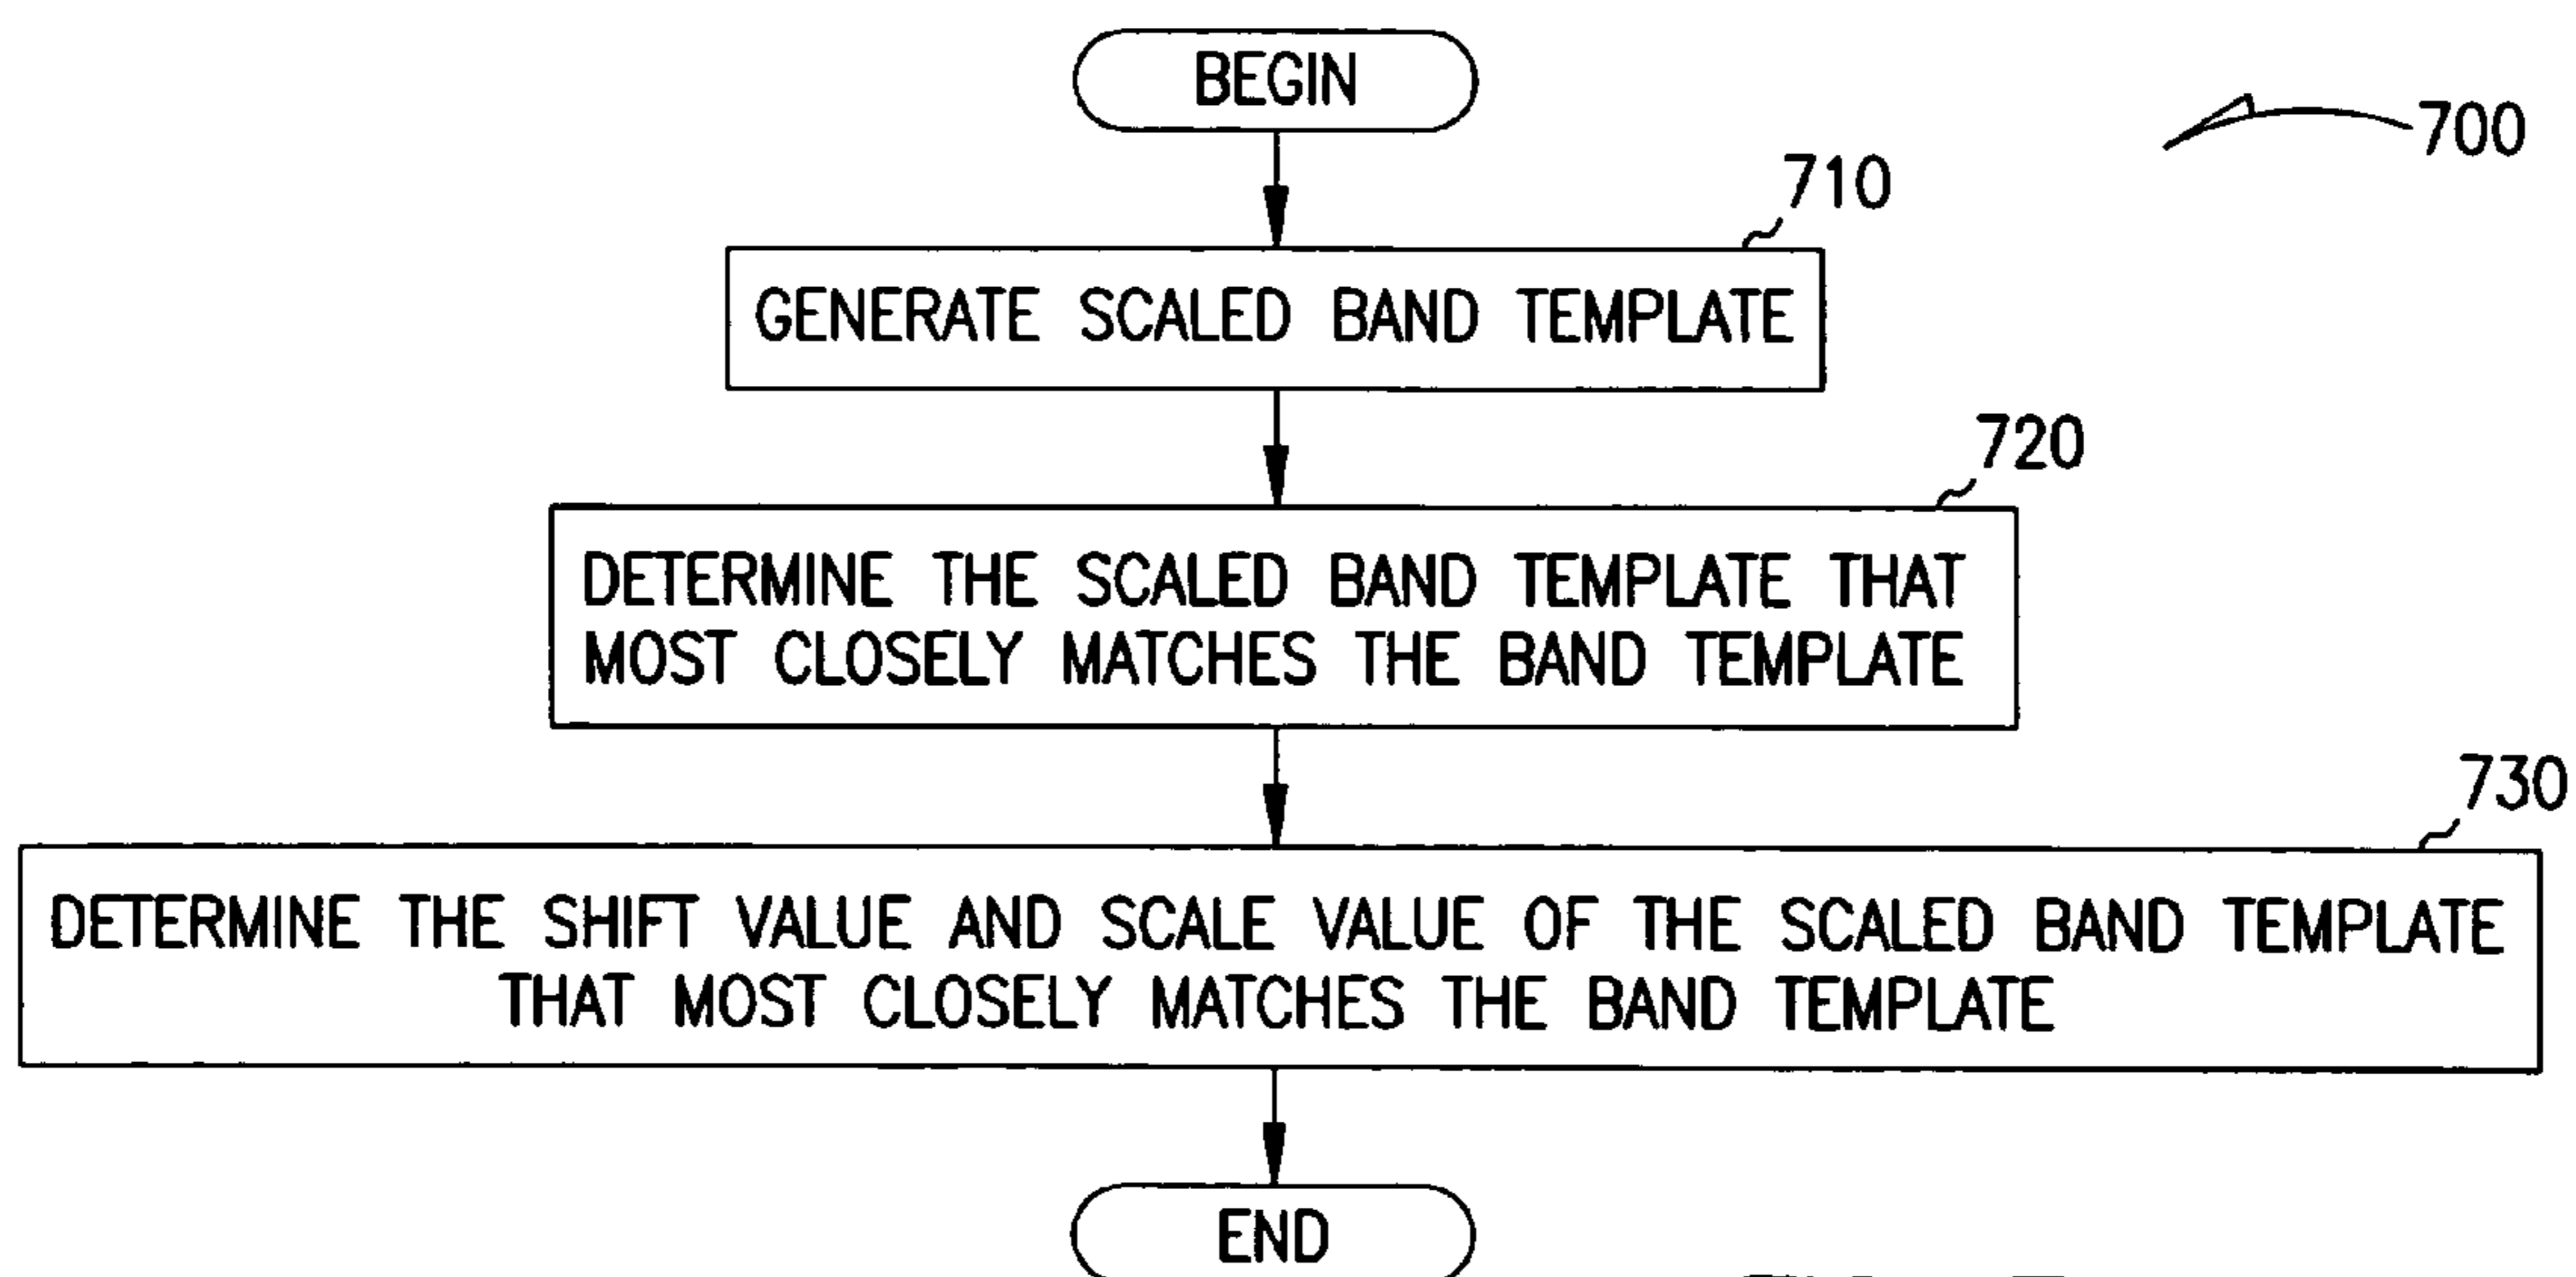 BEGIN
700
710
GENERATE SCALED BAND TEMPLATE
720
DETERMINE THE SCALED BAND TEMPLATE THAT
MOST CLOSELY MATCHES THE BAND TEMPLATE
730
DETERMINE THE SHIFT VALUE AND SCALE VALUE OF THE SCALED BAND TEMPLATE
THAT MOST CLOSELY MATCHES THE BAND TEMPLATE
END